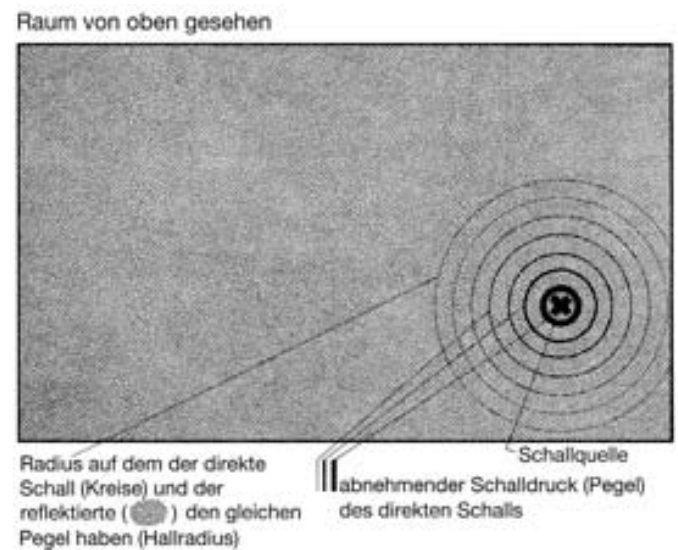 Raum von oben gesehen
Schallquelle
Radius auf dem der direkte
Schall (Kreise) und der
reflektierte ( ) den gleichen
Pegel haben (Hallradius)
abnehmender Schalldruck (Pegel)
des direkten Schalls